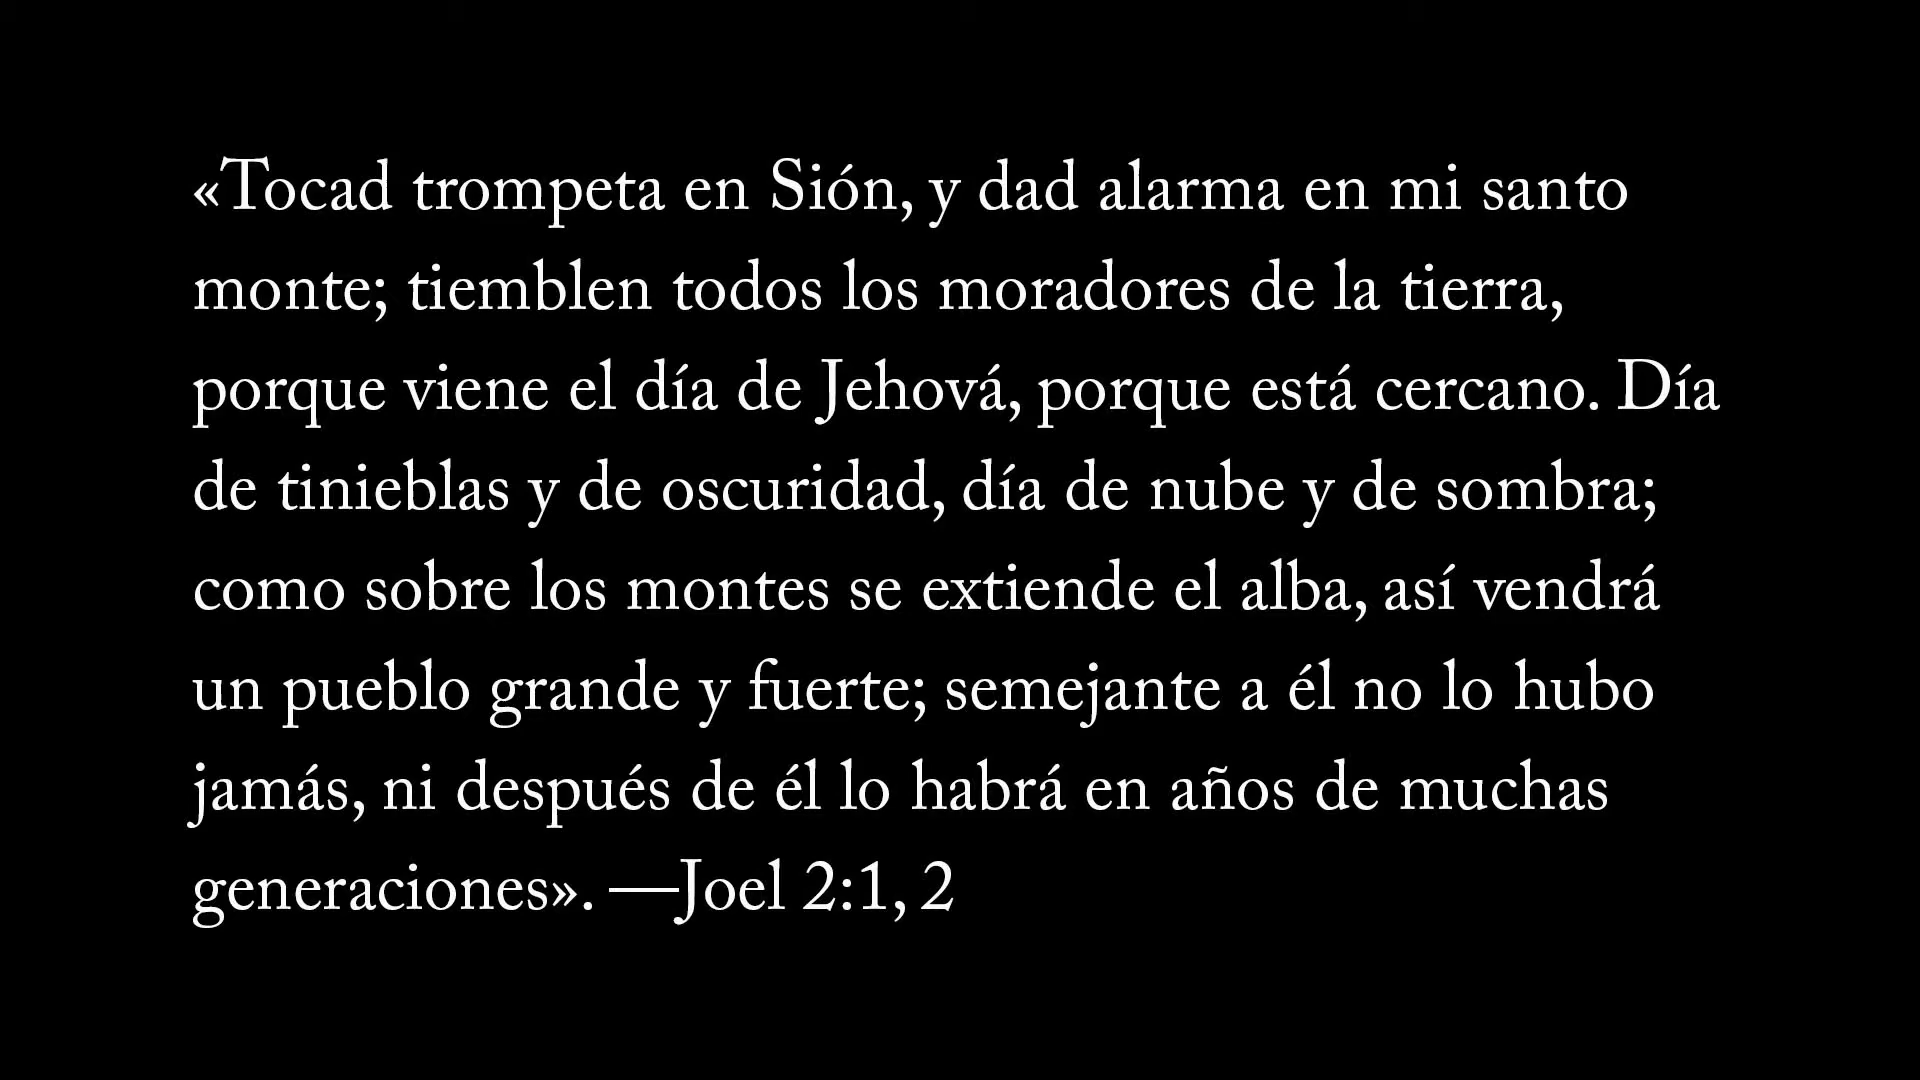 «Tocad trompeta en Sión, y dad alarma en mi santo
monte; tiemblen todos los moradores de la tierra,
porque viene el día de Jehová, porque está cercano. Día
de tinieblas y de oscuridad, día de nube y de sombra;
como sobre los montes se extiende el alba, así vendrá
un pueblo grande y fuerte; semejante a él no lo hubo
jamás, ni después de él lo habrá en años de muchas
generaciones». —Joel 2:1, 2